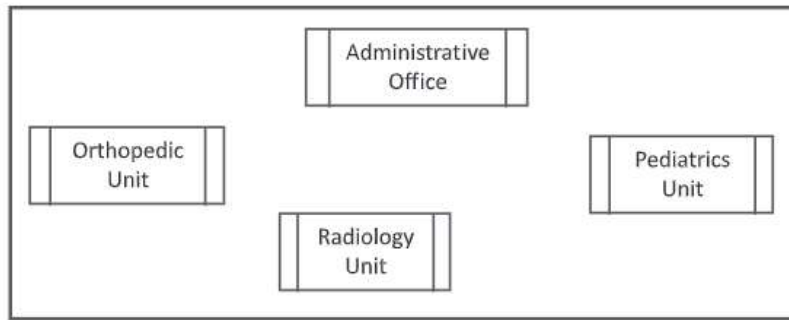 Administrative
Office
Orthopedic
Unit
Pediatrics
Unit
Radiology
Unit